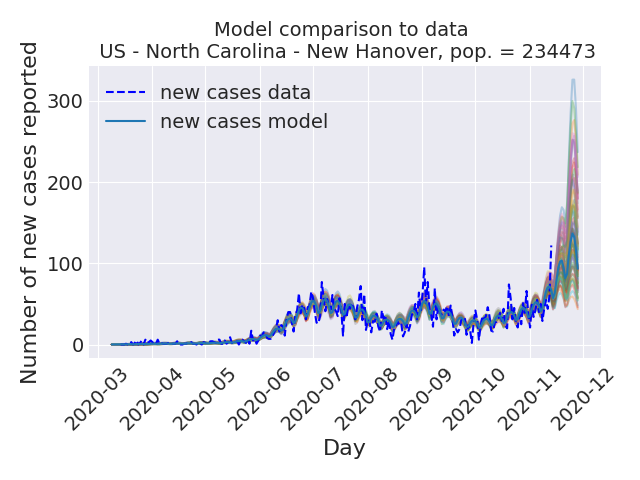 Model comparison to data
US - North Carolina - New Hanover, pop. = 234473
Number of new cases reported
300
200
100
0
new cases data
new cases model
2020-03
2020-04
2020-05
2020-06
2020-07
2020-08
2020-09
2020-10
2020-11
2020-12
Day